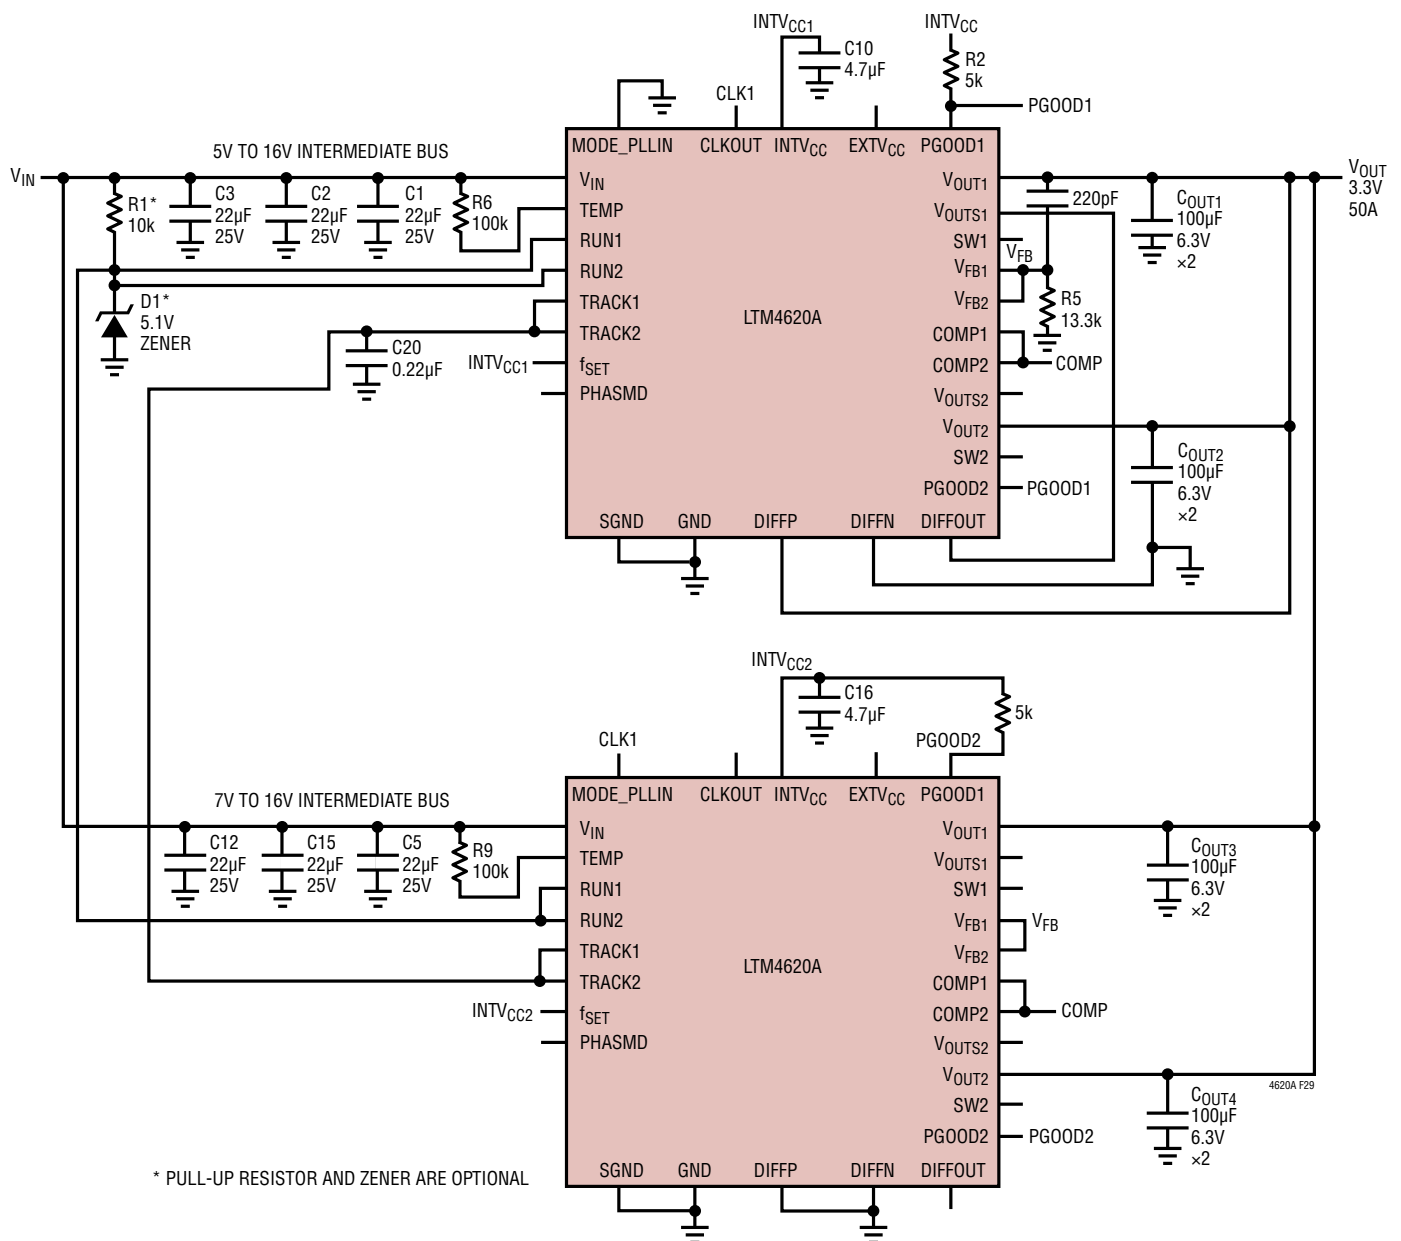 INTVCC1
C10
4.7µF
INTVCC
R2
5k
PGOOD1
CLK1
MODE_PLLIN
CLKOUT
INTVCC
EXTVCC
PGOOD1
5V TO 16V INTERMEDIATE BUS
VIN
R1*
10k
C3
22µF
25V
C2
22µF
25V
C1
22µF
25V
R6
100k
D1*
5.1V
ZENER
C20
0.22µF
INTVCC1
VIN
TEMP
RUN1
RUN2
TRACK1
TRACK2
fSET
PHASMD
LTM4620A
VOUT1
VOUTS1
SW1
VFB1
VFB2
COMP1
COMP2
VOUTS2
VOUT2
SW2
PGOOD2
SGND
GND
DIFFP
DIFFN
DIFFOUT
220pF
VFB
R5
13.3k
COMP
PGOOD1
COUT1
100µF
6.3V
×2
COUT2
100µF
6.3V
×2
VOUT
3.3V
50A
INTVCC2
C16
4.7µF
5k
PGOOD2
CLK1
MODE_PLLIN
CLKOUT
INTVCC
EXTVCC
PGOOD1
7V TO 16V INTERMEDIATE BUS
C12
22µF
25V
C15
22µF
25V
C5
22µF
25V
R9
100k
INTVCC2
VIN
TEMP
RUN1
RUN2
TRACK1
TRACK2
fSET
PHASMD
LTM4620A
VOUT1
VOUTS1
SW1
VFB1
VFB2
COMP1
COMP2
VOUTS2
VOUT2
SW2
PGOOD2
SGND
GND
DIFFP
DIFFN
DIFFOUT
VFB
COMP
PGOOD2
COUT3
100µF
6.3V
×2
COUT4
100µF
6.3V
×2
4620A F29
* PULL-UP RESISTOR AND ZENER ARE OPTIONAL